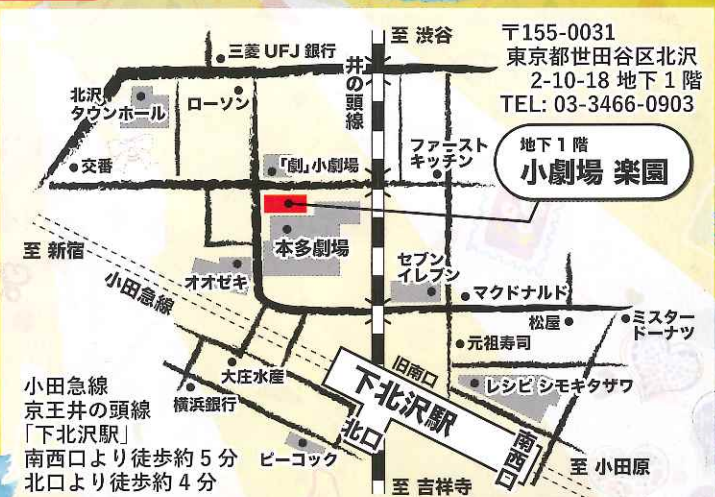 〒155-0031
東京都世田谷区北沢
2-10-18 地下1階
TEL: 03-3466-0903
至 渋谷
三菱 UFJ 銀行
井の頭線
北沢
タウンホール
ローソン
ファースト
キッチン
地下1階
小劇場 楽園
交番
「劇」小劇場
至 新宿
本多劇場
セブン
イレブン
オオゼキ
小田急線
マクドナルド
松屋
ミスター
ドーナツ
元祖寿司
旧南口
大庄水産
下北沢駅
レシピ シモキタザワ
横浜銀行
北口
南西口
ピーコック
至 小田原
至 吉祥寺
小田急線
京王井の頭線
「下北沢駅」
南西口より徒歩約5分
北口より徒歩約4分